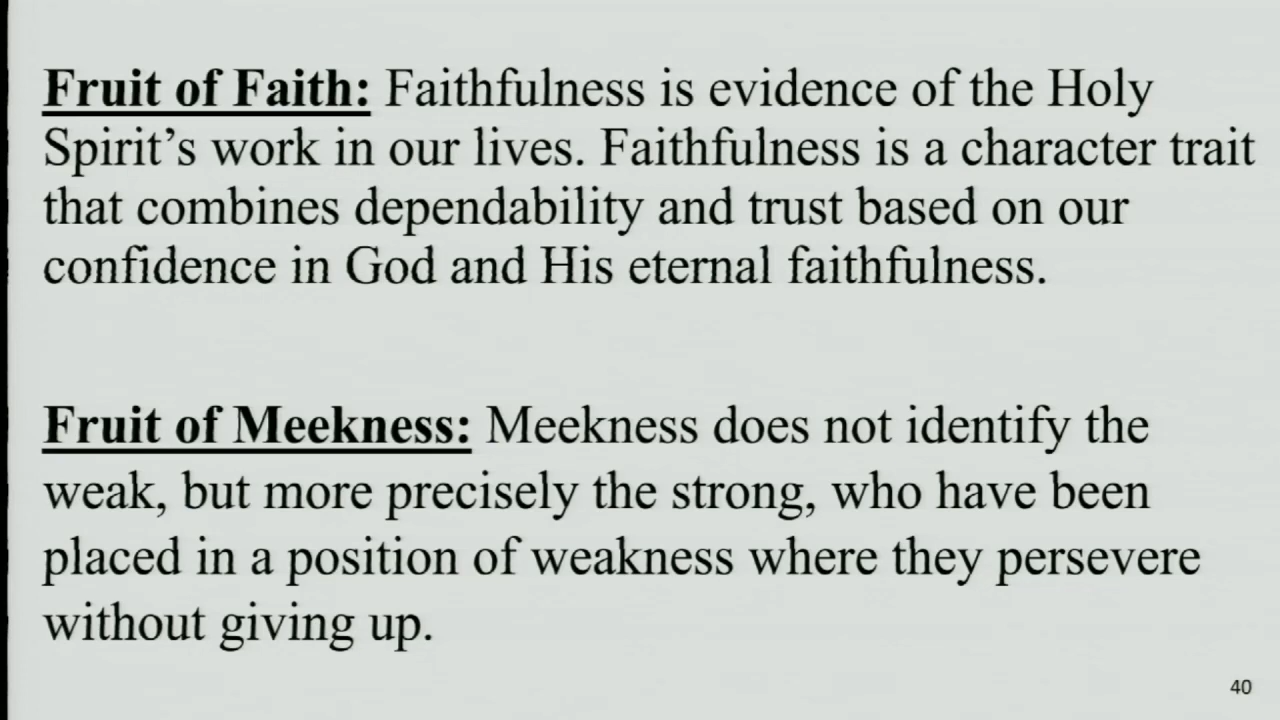 Fruit of Faith: Faithfulness is evidence of the Holy
Spirit’s work in our lives. Faithfulness is a character trait
that combines dependability and trust based on our
confidence in God and His eternal faithfulness.
Fruit of Meekness: Meekness does not identify the
weak, but more precisely the strong, who have been
placed in a position of weakness where they persevere
without giving up.
40